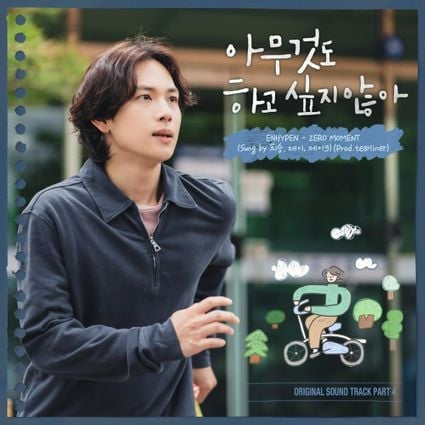 아무것도
하고 싶지 않아
ENHYPEN - ZERO MOMENT
(Sung by 희승, 제이, 제이크) (Prod. tearliner)
ORIGINAL SOUND TRACK PART 4